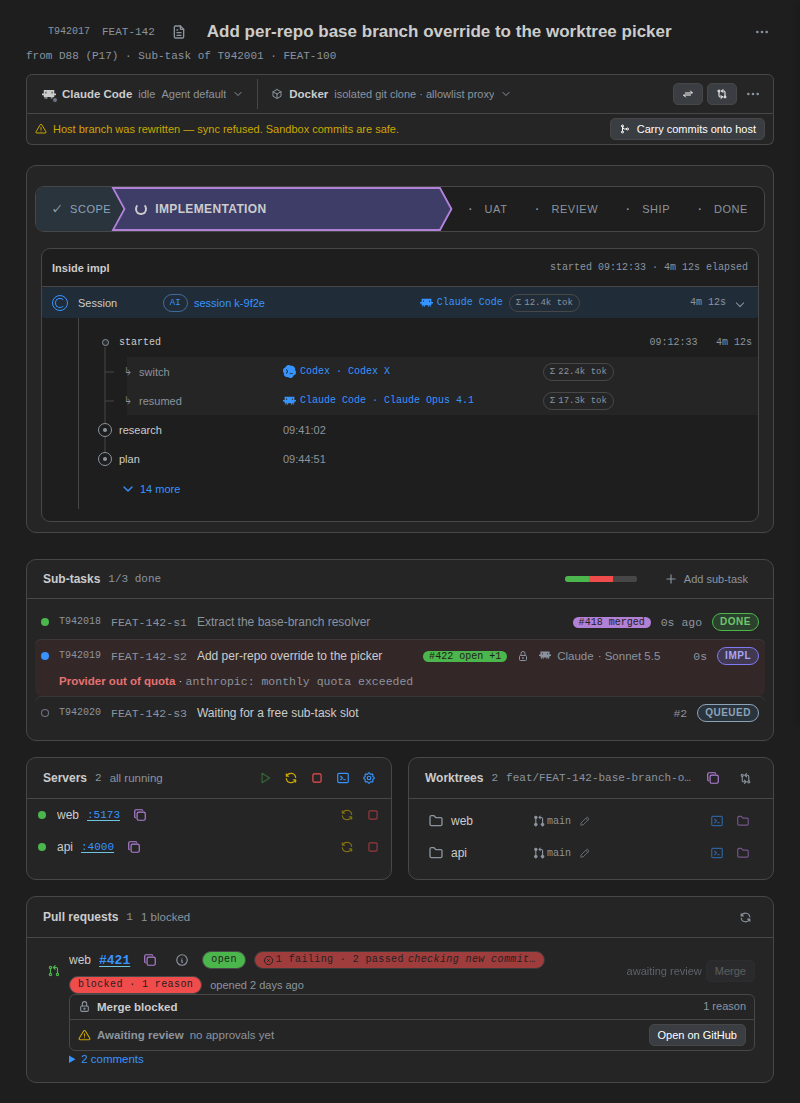 T942017 FEAT-142 Add per-repo base branch override to the worktree picker
from D88 (P17) · Sub-task of T942001 · FEAT-100
Claude Code idle Agent default Docker isolated git clone · allowlist proxy
Host branch was rewritten — sync refused. Sandbox commits are safe. Carry commits onto host
SCOPE IMPLEMENTATION · UAT · REVIEW · SHIP · DONE
Inside impl started 09:12:33 · 4m 12s elapsed
Session AI session k-9f2e Claude Code Σ 12.4k tok 4m 12s
started 09:12:33 4m 12s
↳ switch Codex · Codex X Σ 22.4k tok
↳ resumed Claude Code · Claude Opus 4.1 Σ 17.3k tok
research 09:41:02
plan 09:44:51
14 more
Sub-tasks 1/3 done Add sub-task
T942018 FEAT-142-s1 Extract the base-branch resolver #418 merged 0s ago DONE
T942019 FEAT-142-s2 Add per-repo override to the picker #422 open +1 Claude · Sonnet 5.5 0s IMPL
Provider out of quota · anthropic: monthly quota exceeded
T942020 FEAT-142-s3 Waiting for a free sub-task slot #2 QUEUED
Servers 2 all running
web :5173
api :4000
Worktrees 2 feat/FEAT-142-base-branch-o…
web main
api main
Pull requests 1 1 blocked
web #421 open 1 failing · 2 passed checking new commit…
awaiting review Merge
blocked · 1 reason opened 2 days ago
Merge blocked 1 reason
Awaiting review no approvals yet Open on GitHub
2 comments